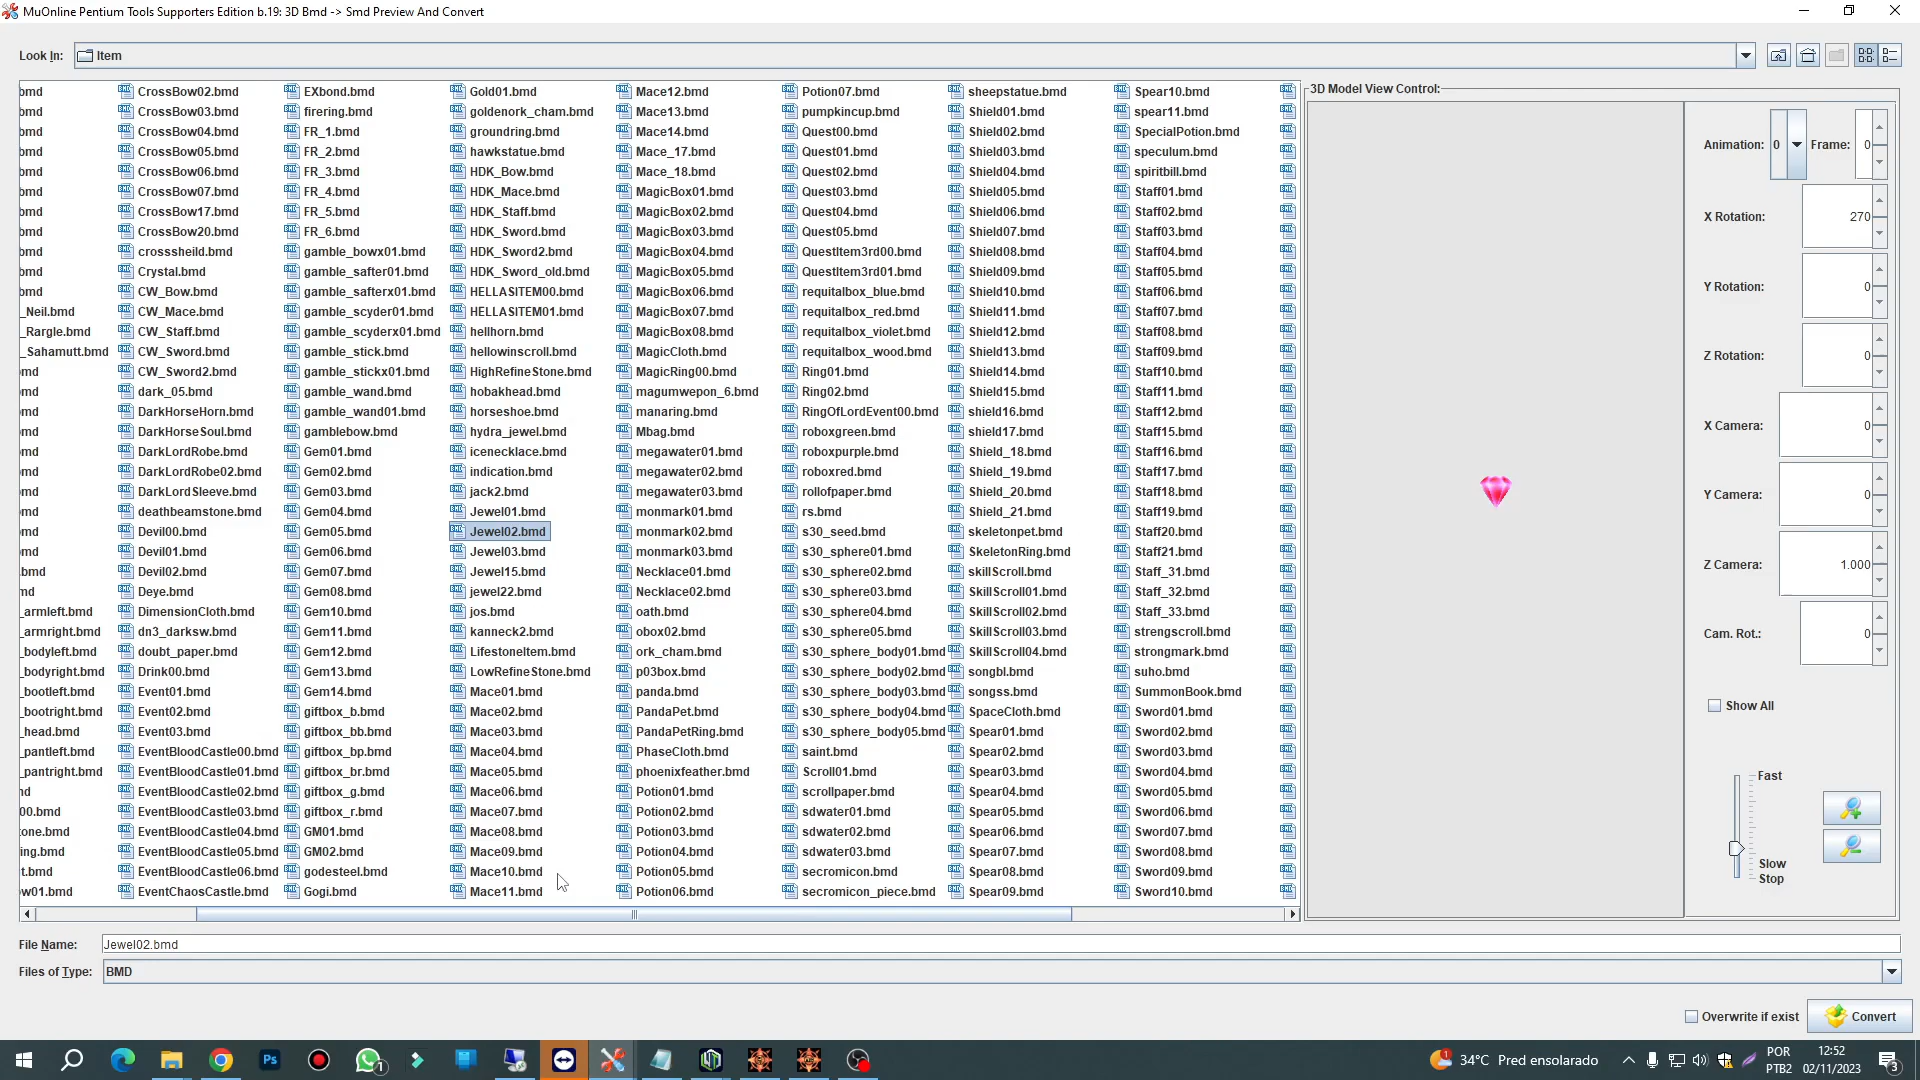 MuOnline Pentium Tools Supporters Edition b.19: 3D Bmd -> Smd Preview And Convert
Look In: Item
bmd
bmd
bmd
bmd
bmd
bmd
bmd
bmd
bmd
bmd
bmd
_Neil.bmd
_Rargle.bmd
_Sahamutt.bmd
_armleft.bmd
_armright.bmd
_bodyleft.bmd
_bodyright.bmd
_bootleft.bmd
_bootright.bmd
_head.bmd
_pantleft.bmd
_pantright.bmd
00.bmd
one.bmd
ing.bmd
t.bmd
w01.bmd
CrossBow02.bmd
CrossBow03.bmd
CrossBow04.bmd
CrossBow05.bmd
CrossBow06.bmd
CrossBow07.bmd
CrossBow17.bmd
CrossBow20.bmd
crosssheild.bmd
Crystal.bmd
CW_Bow.bmd
CW_Mace.bmd
CW_Staff.bmd
CW_Sword.bmd
CW_Sword2.bmd
dark_05.bmd
DarkHorseHorn.bmd
DarkHorseSoul.bmd
DarkLordRobe.bmd
DarkLordRobe02.bmd
DarkLordSleeve.bmd
deathbeamstone.bmd
Devil00.bmd
Devil01.bmd
Devil02.bmd
Deye.bmd
DimensionCloth.bmd
dn3_darksw.bmd
doubt_paper.bmd
Drink00.bmd
Event01.bmd
Event02.bmd
Event03.bmd
EventBloodCastle00.bmd
EventBloodCastle01.bmd
EventBloodCastle02.bmd
EventBloodCastle03.bmd
EventBloodCastle04.bmd
EventBloodCastle05.bmd
EventBloodCastle06.bmd
EventChaosCastle.bmd
EXbond.bmd
firering.bmd
FR_1.bmd
FR_2.bmd
FR_3.bmd
FR_4.bmd
FR_5.bmd
FR_6.bmd
gamble_bowx01.bmd
gamble_safter01.bmd
gamble_safterx01.bmd
gamble_scyder01.bmd
gamble_scyderx01.bmd
gamble_stick.bmd
gamble_stickx01.bmd
gamble_wand.bmd
gamble_wand01.bmd
gamblebow.bmd
Gem01.bmd
Gem02.bmd
Gem03.bmd
Gem04.bmd
Gem05.bmd
Gem06.bmd
Gem07.bmd
Gem08.bmd
Gem10.bmd
Gem11.bmd
Gem12.bmd
Gem13.bmd
Gem14.bmd
giftbox_b.bmd
giftbox_bb.bmd
giftbox_bp.bmd
giftbox_br.bmd
giftbox_g.bmd
giftbox_r.bmd
GM01.bmd
GM02.bmd
godesteel.bmd
Gogi.bmd
Gold01.bmd
goldenork_cham.bmd
groundring.bmd
hawkstatue.bmd
HDK_Bow.bmd
HDK_Mace.bmd
HDK_Staff.bmd
HDK_Sword.bmd
HDK_Sword2.bmd
HDK_Sword_old.bmd
HELLASITEM00.bmd
HELLASITEM01.bmd
hellhorn.bmd
hellowinscroll.bmd
HighRefineStone.bmd
hobakhead.bmd
horseshoe.bmd
hydra_jewel.bmd
icenecklace.bmd
indication.bmd
jack2.bmd
Jewel01.bmd
Jewel02.bmd
Jewel03.bmd
Jewel15.bmd
jewel22.bmd
jos.bmd
kanneck2.bmd
LifestoneItem.bmd
LowRefineStone.bmd
Mace01.bmd
Mace02.bmd
Mace03.bmd
Mace04.bmd
Mace05.bmd
Mace06.bmd
Mace07.bmd
Mace08.bmd
Mace09.bmd
Mace10.bmd
Mace11.bmd
Mace12.bmd
Mace13.bmd
Mace14.bmd
Mace_17.bmd
Mace_18.bmd
MagicBox01.bmd
MagicBox02.bmd
MagicBox03.bmd
MagicBox04.bmd
MagicBox05.bmd
MagicBox06.bmd
MagicBox07.bmd
MagicBox08.bmd
MagicCloth.bmd
MagicRing00.bmd
magumwepon_6.bmd
manaring.bmd
Mbag.bmd
megawater01.bmd
megawater02.bmd
megawater03.bmd
monmark01.bmd
monmark02.bmd
monmark03.bmd
Necklace01.bmd
Necklace02.bmd
oath.bmd
obox02.bmd
ork_cham.bmd
p03box.bmd
panda.bmd
PandaPet.bmd
PandaPetRing.bmd
PhaseCloth.bmd
phoenixfeather.bmd
Potion01.bmd
Potion02.bmd
Potion03.bmd
Potion04.bmd
Potion05.bmd
Potion06.bmd
Potion07.bmd
pumpkincup.bmd
Quest00.bmd
Quest01.bmd
Quest02.bmd
Quest03.bmd
Quest04.bmd
Quest05.bmd
QuestItem3rd00.bmd
QuestItem3rd01.bmd
requitalbox_blue.bmd
requitalbox_red.bmd
requitalbox_violet.bmd
requitalbox_wood.bmd
Ring01.bmd
Ring02.bmd
RingOfLordEvent00.bmd
roboxgreen.bmd
roboxpurple.bmd
roboxred.bmd
rollofpaper.bmd
rs.bmd
s30_seed.bmd
s30_sphere01.bmd
s30_sphere02.bmd
s30_sphere03.bmd
s30_sphere04.bmd
s30_sphere05.bmd
s30_sphere_body01.bmd
s30_sphere_body02.bmd
s30_sphere_body03.bmd
s30_sphere_body04.bmd
s30_sphere_body05.bmd
saint.bmd
Scroll01.bmd
scrollpaper.bmd
sdwater01.bmd
sdwater02.bmd
sdwater03.bmd
secromicon.bmd
secromicon_piece.bmd
sheepstatue.bmd
Shield01.bmd
Shield02.bmd
Shield03.bmd
Shield04.bmd
Shield05.bmd
Shield06.bmd
Shield07.bmd
Shield08.bmd
Shield09.bmd
Shield10.bmd
Shield11.bmd
Shield12.bmd
Shield13.bmd
Shield14.bmd
Shield15.bmd
shield16.bmd
shield17.bmd
Shield_18.bmd
Shield_19.bmd
Shield_20.bmd
Shield_21.bmd
skeletonpet.bmd
SkeletonRing.bmd
skillScroll.bmd
SkillScroll01.bmd
SkillScroll02.bmd
SkillScroll03.bmd
SkillScroll04.bmd
songbl.bmd
songss.bmd
SpaceCloth.bmd
Spear01.bmd
Spear02.bmd
Spear03.bmd
Spear04.bmd
Spear05.bmd
Spear06.bmd
Spear07.bmd
Spear08.bmd
Spear09.bmd
Spear10.bmd
spear11.bmd
SpecialPotion.bmd
speculum.bmd
spiritbill.bmd
Staff01.bmd
Staff02.bmd
Staff03.bmd
Staff04.bmd
Staff05.bmd
Staff06.bmd
Staff07.bmd
Staff08.bmd
Staff09.bmd
Staff10.bmd
Staff11.bmd
Staff12.bmd
Staff15.bmd
Staff16.bmd
Staff17.bmd
Staff18.bmd
Staff19.bmd
Staff20.bmd
Staff21.bmd
Staff_31.bmd
Staff_32.bmd
Staff_33.bmd
strengscroll.bmd
strongmark.bmd
suho.bmd
SummonBook.bmd
Sword01.bmd
Sword02.bmd
Sword03.bmd
Sword04.bmd
Sword05.bmd
Sword06.bmd
Sword07.bmd
Sword08.bmd
Sword09.bmd
Sword10.bmd
3D Model View Control:
Animation: 0 Frame: 0
X Rotation: 270
Y Rotation: 0
Z Rotation: 0
X Camera: 0
Y Camera: 0
Z Camera: 1.000
Cam. Rot.: 0
Show All
Fast
Slow
Stop
File Name: Jewel02.bmd
Files of Type: BMD
Overwrite if exist
Convert
Ps
1
1
34°C Pred ensolarado
POR
PTB2
12:52
02/11/2023
3